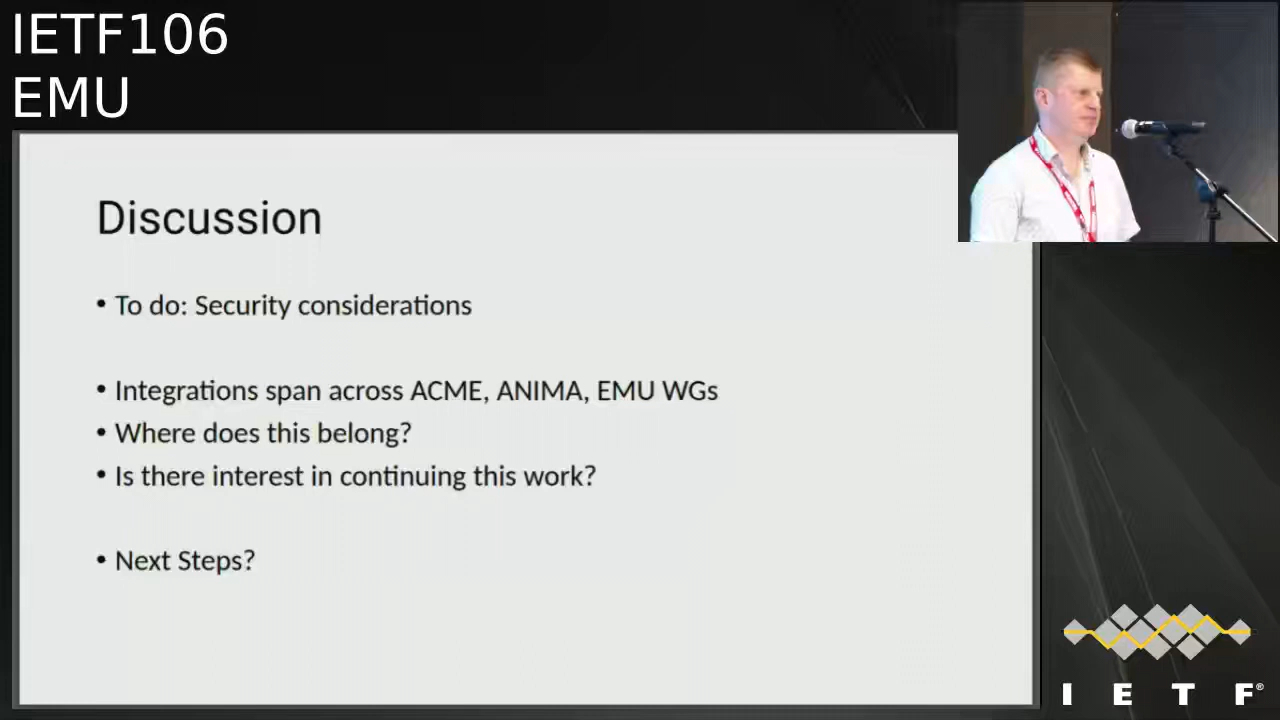 IETF106
EMU
Discussion
• To do: Security considerations
• Integrations span across ACME, ANIMA, EMU WGs
• Where does this belong?
• Is there interest in continuing this work?
• Next Steps?
I E T F®